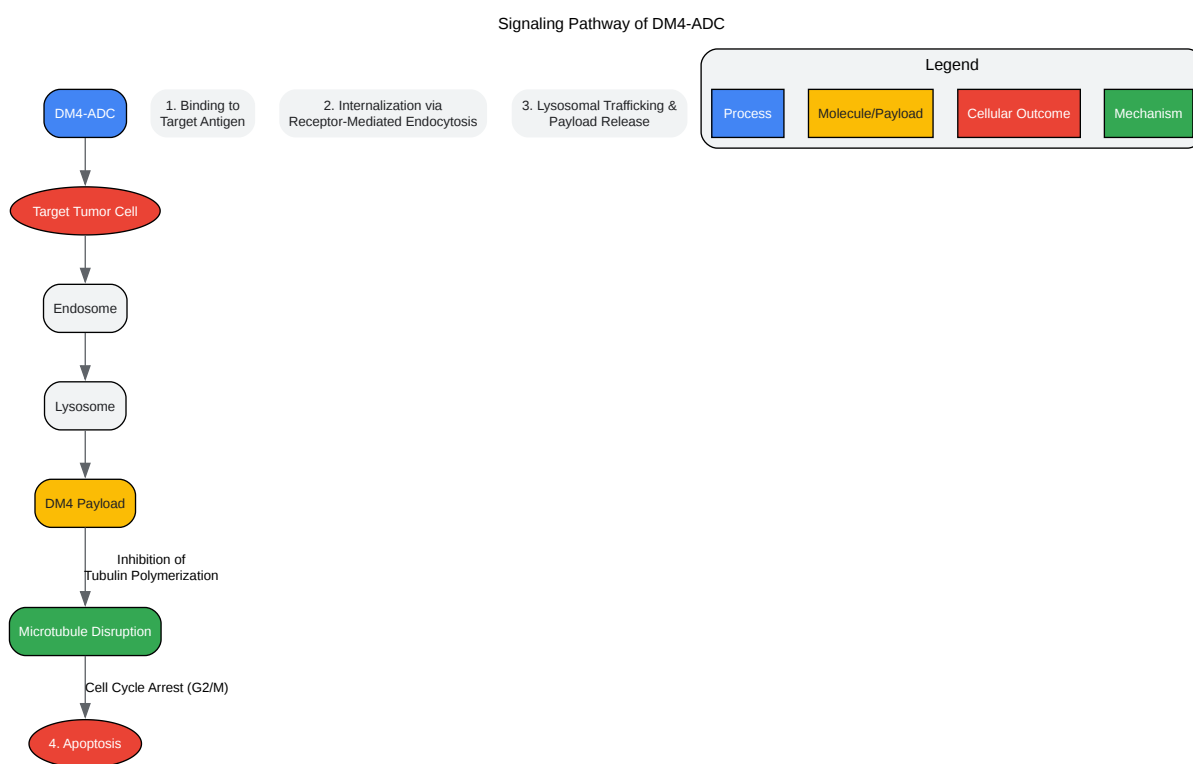 Signaling Pathway of DM4-ADC
Legend
DM4-ADC
1. Binding to
Target Antigen
2. Internalization via
Receptor-Mediated Endocytosis
3. Lysosomal Trafficking &
Payload Release
Process
Molecule/Payload
Cellular Outcome
Mechanism
Target Tumor Cell
Endosome
Lysosome
DM4 Payload
Inhibition of
Tubulin Polymerization
Microtubule Disruption
Cell Cycle Arrest (G2/M)
4. Apoptosis